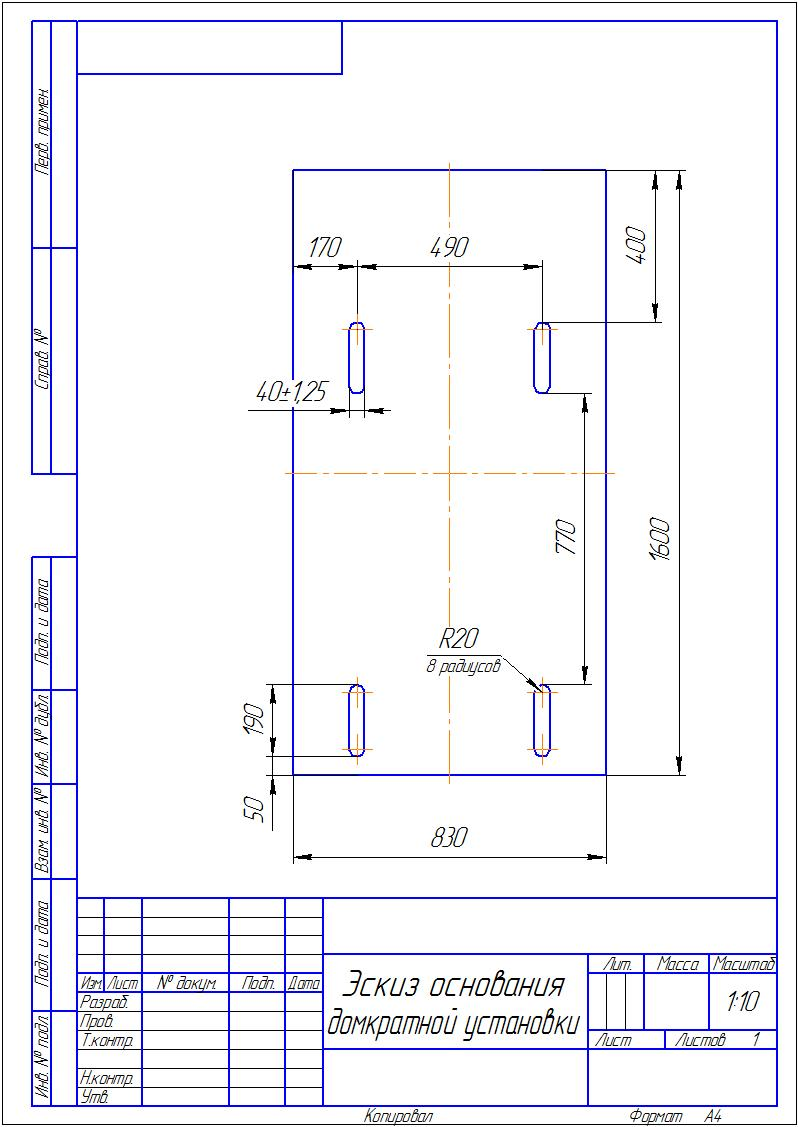 Перв. примен.
Справ. №
Подп. и дата
Инв. № дубл.
Взам. инв. №
Подп. и дата
Инв. № подл.
170
490
400
40±1,25
770
1600
R20
8 радиусов
190
50
830
Изм. Лист № докум. Подп. Дата
Разраб.
Пров.
Т.контр.
Н.контр.
Утв.
Эскиз основания
домкратной установки
Лит. Масса Масштаб
1:10
Лист Листов 1
Копировал Формат А4